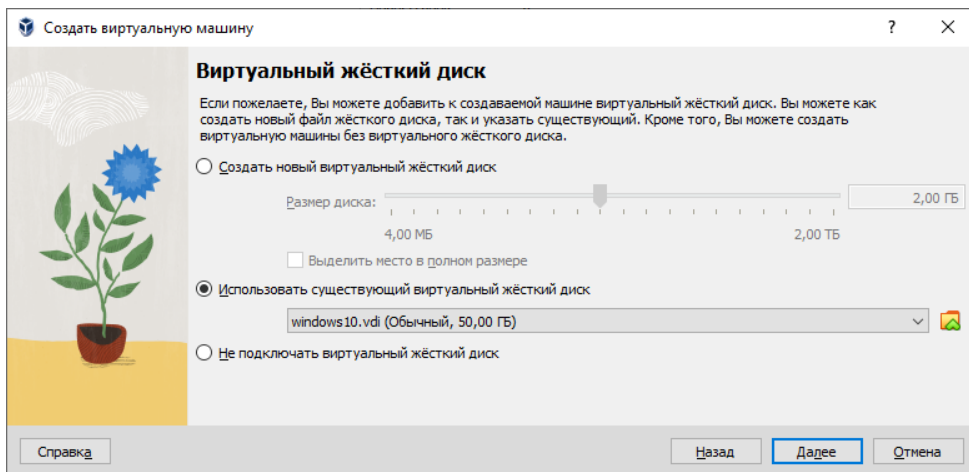 Создать виртуальную машину
?
Виртуальный жёсткий диск
Если пожелаете, Вы можете добавить к создаваемой машине виртуальный жёсткий диск. Вы можете как
создать новый файл жёсткого диска, так и указать существующий. Кроме того, Вы можете создать
виртуальную машины без виртуального жёсткого диска.
Создать новый виртуальный жёсткий диск
Размер диска: 2,00 ГБ
4,00 МБ 2,00 ТБ
Выделить место в полном размере
Использовать существующий виртуальный жёсткий диск
windows10.vdi (Обычный, 50,00 ГБ)
Не подключать виртуальный жёсткий диск
Справка Назад Далее Отмена